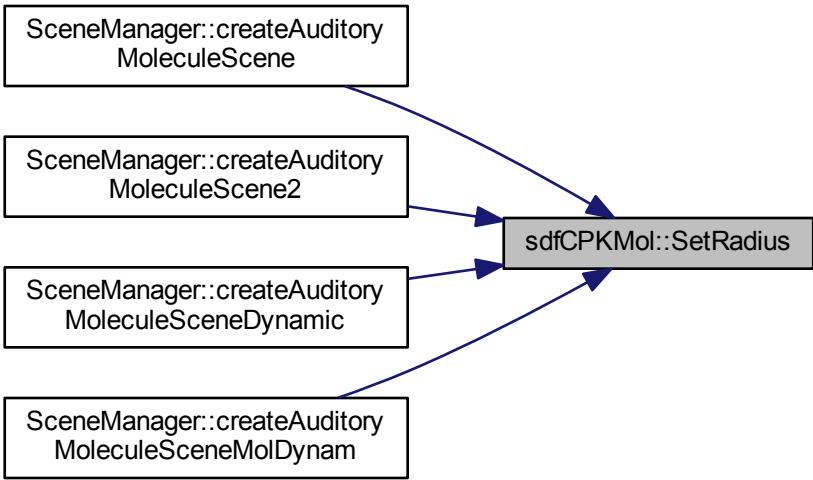 SceneManager::createAuditory
MoleculeScene
SceneManager::createAuditory
MoleculeScene2
sdfCPKMol::SetRadius
SceneManager::createAuditory
MoleculeSceneDynamic
SceneManager::createAuditory
MoleculeSceneMolDynam